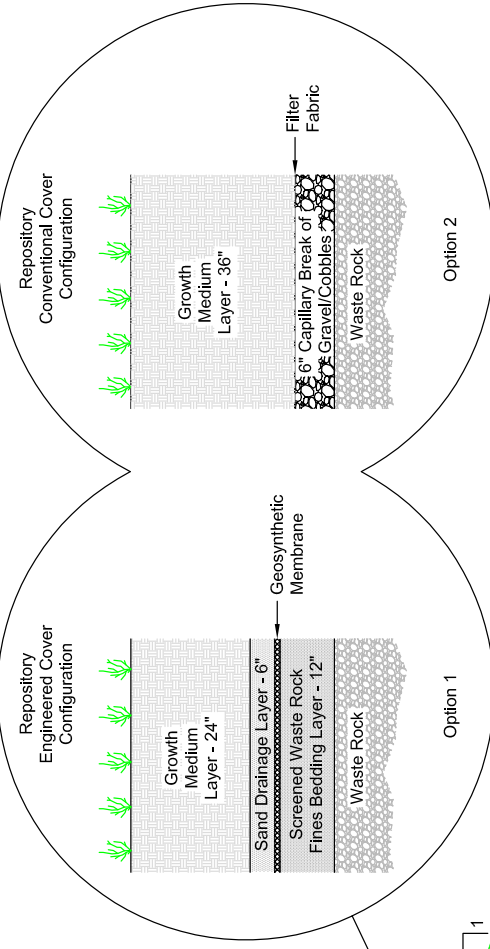 Repository
Engineered Cover
Configuration
Growth
Medium
Layer - 24"
Sand Drainage Layer - 6"
Geosynthetic
Membrane
Screened Waste Rock
Fines Bedding Layer - 12"
Waste Rock
Option 1
1
Repository
Conventional Cover
Configuration
Growth
Medium
Layer - 36"
Filter
Fabric
6" Capillary Break of
Gravel/Cobbles
Waste Rock
Option 2